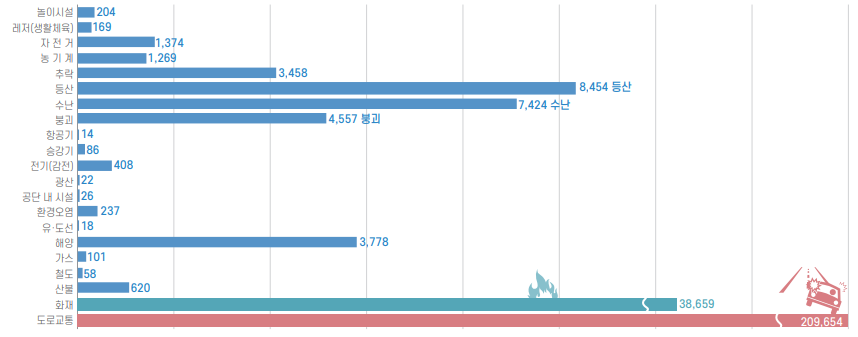 놀이시설 204
레저(생활체육) 169
자 전 거 1,374
농 기 계 1,269
추락 3,458
등산 8,454 등산
수난 7,424 수난
붕괴 4,557 붕괴
항공기 14
승강기 86
전기(감전) 408
광산 22
공단 내 시설 26
환경오염 237
유·도선 18
해양 3,778
가스 101
철도 58
산불 620
화재 38,659
도로교통 209,654